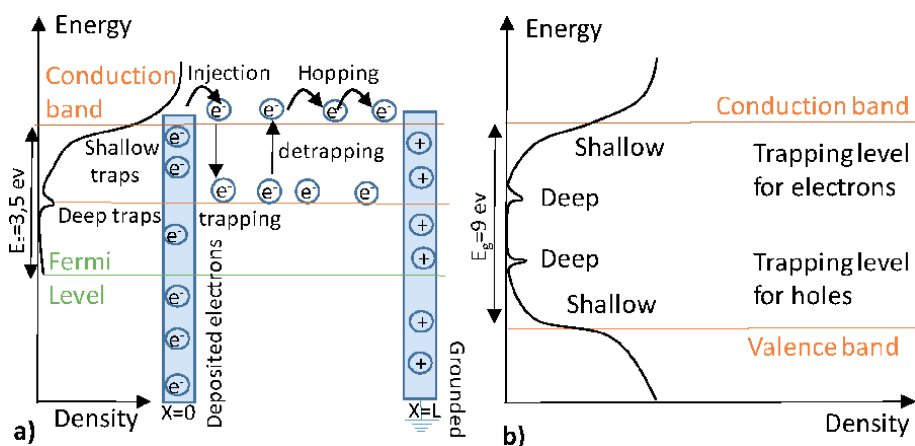 Energy
Conduction
band
Injection
Hopping
e-
e-
e-
e-
e-
e-
Shallow
traps
detrapping
E =3,5 ev
e-
e-
e-
e-
Deep traps
trapping
e-
Fermi
Level
e-
e-
e-
Deposited electrons
+
+
+
+
+
+
Grounded
X=0
X=L
Density
a)
Energy
Conduction band
Shallow
Trapping level
for electrons
Deep
Eg=9 ev
Deep
Trapping level
for holes
Shallow
Valence band
Density
b)